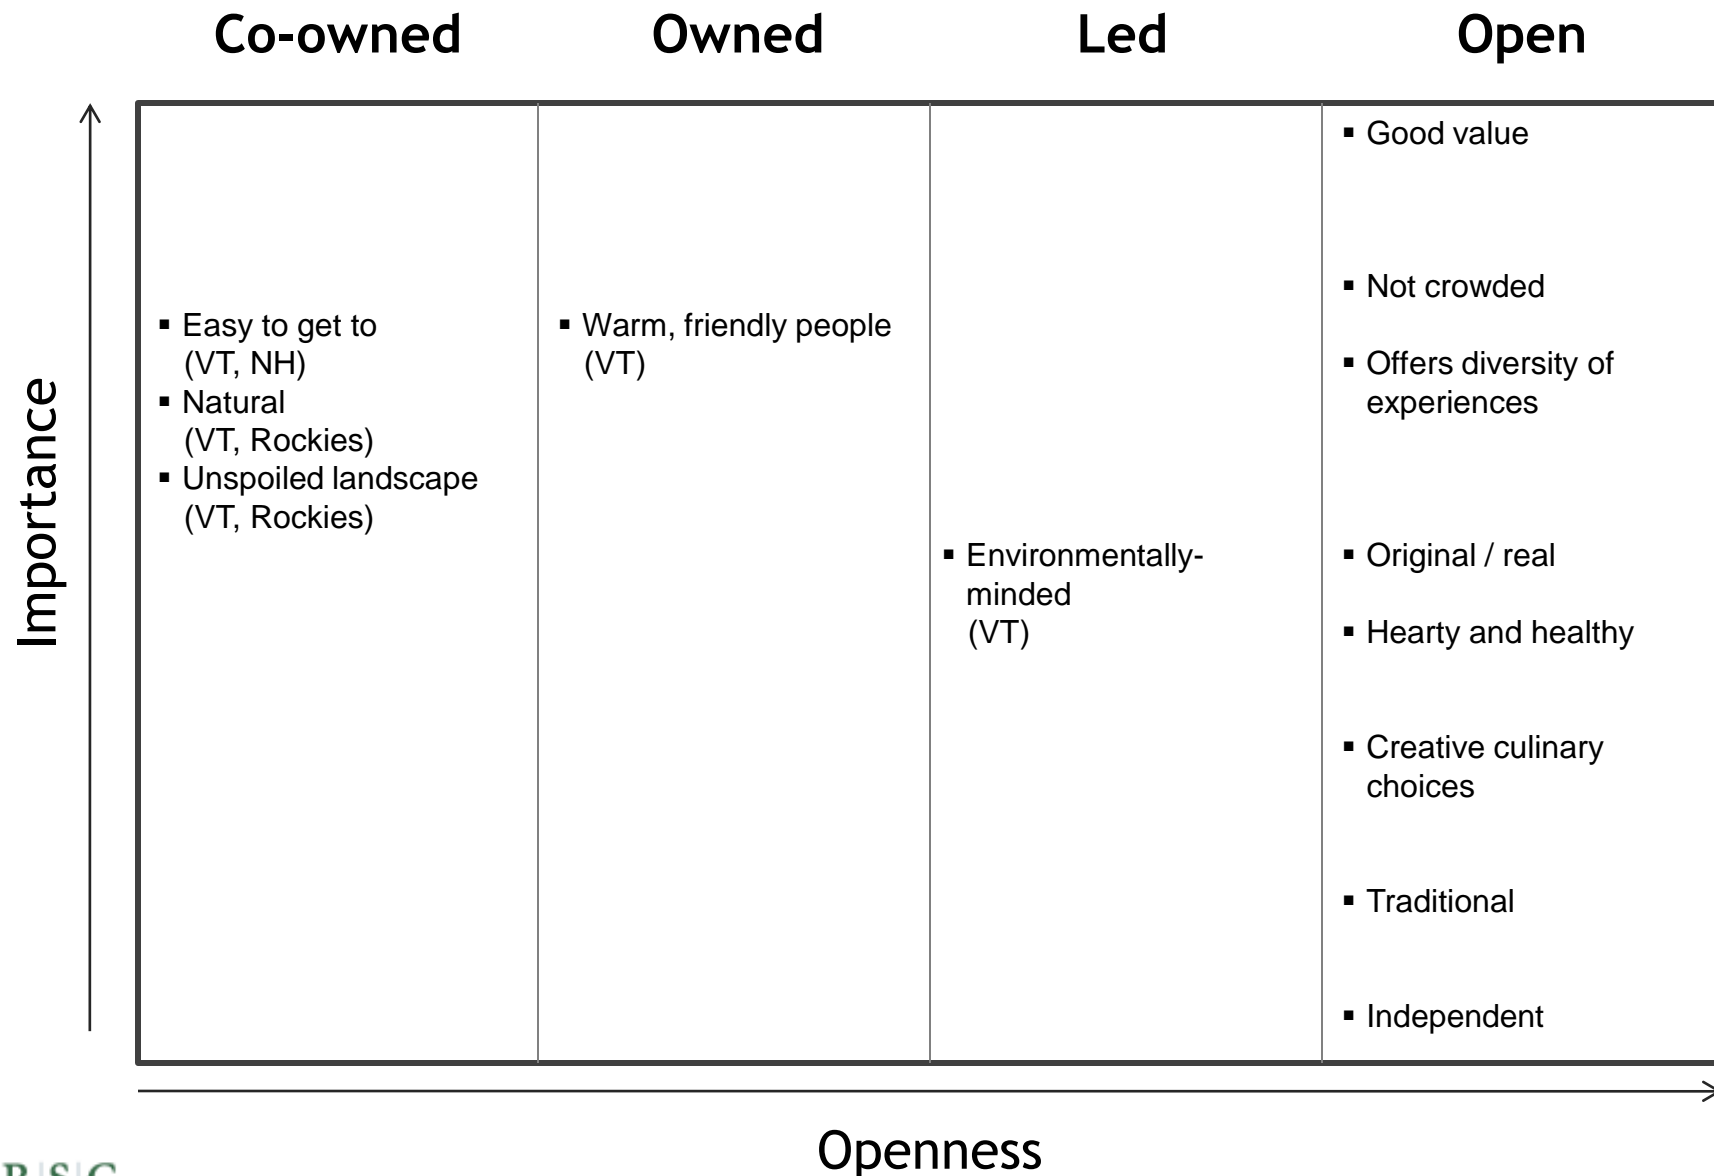 Co-owned Owned Led Open
Importance
▪ Easy to get to
(VT, NH)
▪ Natural
(VT, Rockies)
▪ Unspoiled landscape
(VT, Rockies)
▪ Warm, friendly people
(VT)
▪ Environmentally-
minded
(VT)
▪ Good value
▪ Not crowded
▪ Offers diversity of
experiences
▪ Original / real
▪ Hearty and healthy
▪ Creative culinary
choices
▪ Traditional
▪ Independent
Openness